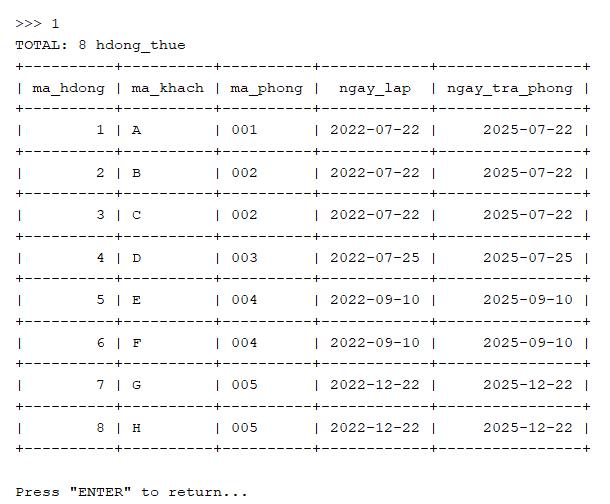 >>> 1
TOTAL: 8 hdong_thue
+----------+----------+----------+------------+----------------+
| ma_hdong | ma_khach | ma_phong |  ngay_lap  | ngay_tra_phong |
+----------+----------+----------+------------+----------------+
|        1 | A        | 001      | 2022-07-22 |     2025-07-22 |
+----------+----------+----------+------------+----------------+
|        2 | B        | 002      | 2022-07-22 |     2025-07-22 |
+----------+----------+----------+------------+----------------+
|        3 | C        | 002      | 2022-07-22 |     2025-07-22 |
+----------+----------+----------+------------+----------------+
|        4 | D        | 003      | 2022-07-25 |     2025-07-25 |
+----------+----------+----------+------------+----------------+
|        5 | E        | 004      | 2022-09-10 |     2025-09-10 |
+----------+----------+----------+------------+----------------+
|        6 | F        | 004      | 2022-09-10 |     2025-09-10 |
+----------+----------+----------+------------+----------------+
|        7 | G        | 005      | 2022-12-22 |     2025-12-22 |
+----------+----------+----------+------------+----------------+
|        8 | H        | 005      | 2022-12-22 |     2025-12-22 |
+----------+----------+----------+------------+----------------+
Press "ENTER" to return...